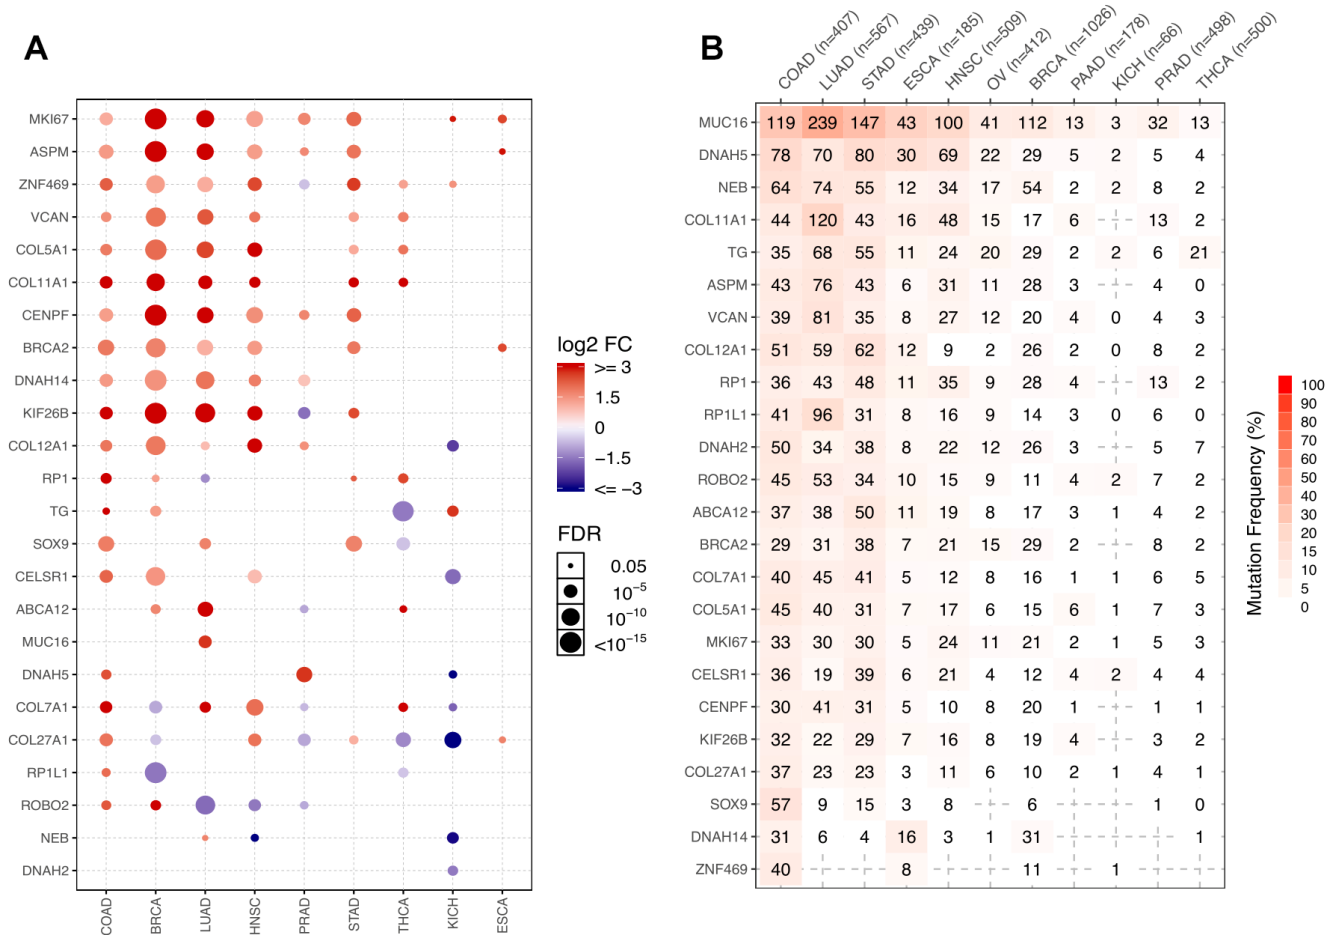 A
MKI67
ASPM
ZNF469
VCAN
COL5A1
COL11A1
CENPF
BRCA2
DNAH14
KIF26B
COL12A1
RP1
TG
SOX9
CELSR1
ABCA12
MUC16
DNAH5
COL7A1
COL27A1
RP1L1
ROBO2
NEB
DNAH2
COAD BRCA LUAD HNSC PRAD STAD THCA KICH ESCA
log2 FC
>= 3
1.5
0
−1.5
<= −3
FDR
0.05
10−5
10−10
<10−15
B
COAD (n=407) LUAD (n=567) STAD (n=439) ESCA (n=185) HNSC (n=509) OV (n=412) BRCA (n=1026) PAAD (n=178) KICH (n=66) PRAD (n=498) THCA (n=500)
MUC16 119 239 147 43 100 41 112 13 3 32 13
DNAH5 78 70 80 30 69 22 29 5 2 5 4
NEB 64 74 55 12 34 17 54 2 2 8 2
COL11A1 44 120 43 16 48 15 17 6 13 2
TG 35 68 55 11 24 20 29 2 2 6 21
ASPM 43 76 43 6 31 11 28 3 4 0
VCAN 39 81 35 8 27 12 20 4 0 4 3
COL12A1 51 59 62 12 9 2 26 2 0 8 2
RP1 36 43 48 11 35 9 28 4 13 2
RP1L1 41 96 31 8 16 9 14 3 0 6 0
DNAH2 50 34 38 8 22 12 26 3 5 7
ROBO2 45 53 34 10 15 9 11 4 2 7 2
ABCA12 37 38 50 11 19 8 17 3 1 4 2
BRCA2 29 31 38 7 21 15 29 2 8 2
COL7A1 40 45 41 5 12 8 16 1 1 6 5
COL5A1 45 40 31 7 17 6 15 6 1 7 3
MKI67 33 30 30 5 24 11 21 2 1 5 3
CELSR1 36 19 39 6 21 4 12 4 2 4 4
CENPF 30 41 31 5 10 8 20 1 1 1
KIF26B 32 22 29 7 16 8 19 4 3 2
COL27A1 37 23 23 3 11 6 10 2 1 4 1
SOX9 57 9 15 3 8 6 1 0
DNAH14 31 6 4 16 3 1 31 1
ZNF469 40 8 11 1
Mutation Frequency (%)
100
90
80
70
60
50
40
30
20
15
10
5
0